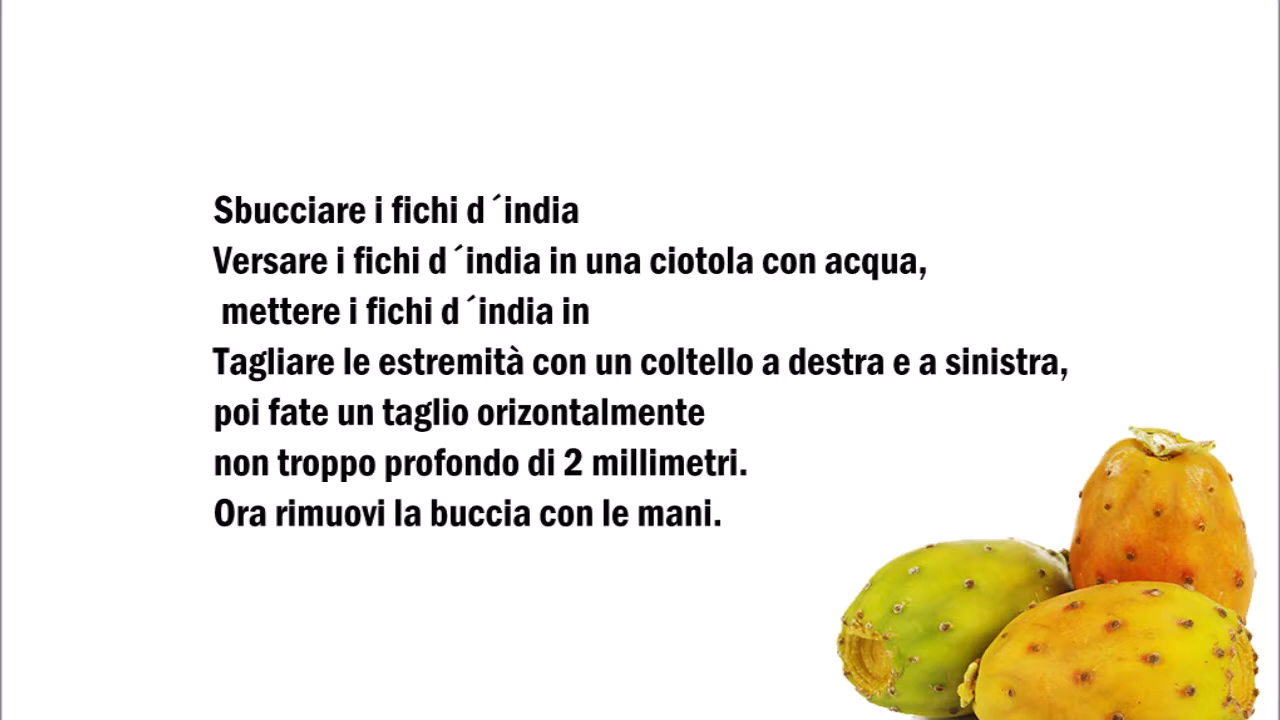 Sbucciare i fichi d´india
Versare i fichi d´india in una ciotola con acqua,
mettere i fichi d´india in
Tagliare le estremità con un coltello a destra e a sinistra,
poi fate un taglio orizontalmente
non troppo profondo di 2 millimetri.
Ora rimuovi la buccia con le mani.